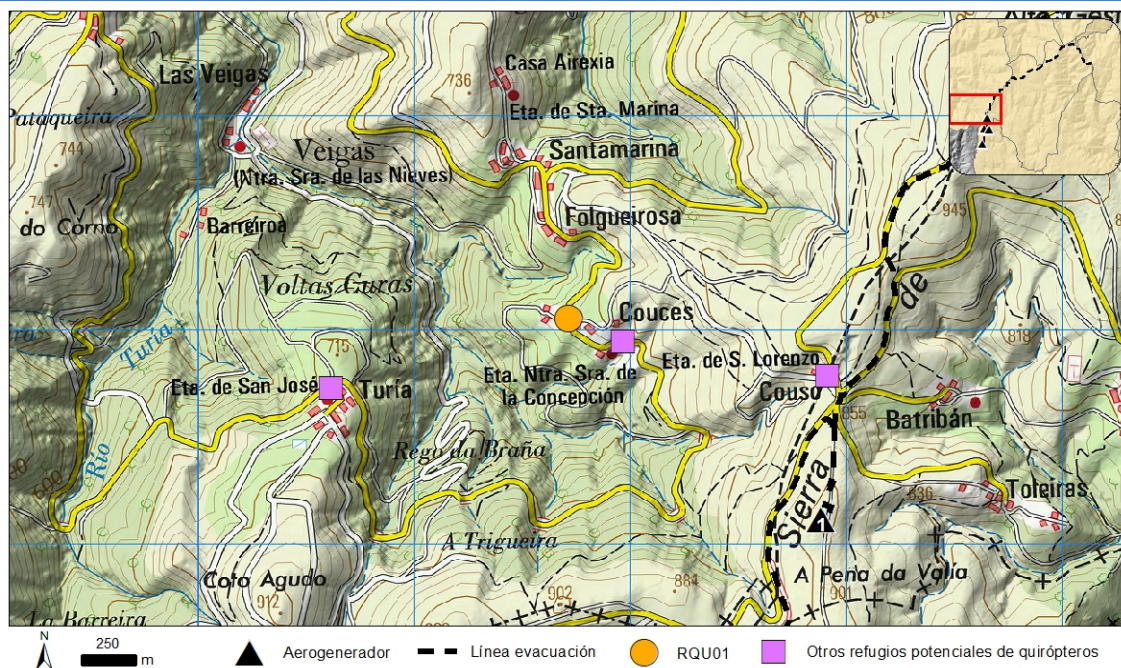 Las Veigas
736
Casa Airexia
Eta. de Sta. Marina
Pataqueira
744
Veigas
(Ntra. Sra. de las Nieves)
Santamarina
747
do Corno
Barreiroa
Folgueirosa
945
de
Voltas Curas
Couces
818
Turía
715
Eta. de S. Lorenzo
Eta. Ntra. Sra. de
la Concepción
Eta. de San José
Turía
Couso
855
Batribán
Río
600
Rego da Braña
836
Toleiras
Sierra
1
A Trigueira
Coto Agudo
912
902
884
A Pena da Valía
901
La Barreira
N
250
m
Aerogenerador
Línea evacuación
RQU01
Otros refugios potenciales de quirópteros